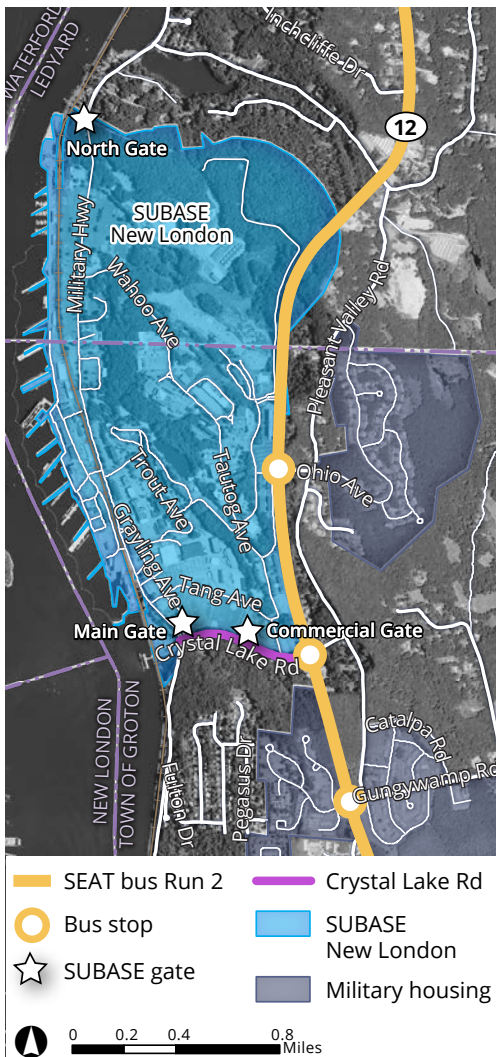 Inchcliffe Dr
WATERFORD
LEDYARD
12
North Gate
SUBASE
New London
Military Hwy
Wahoo Ave
Pleasant Valley Rd
Ohio Ave
Tautog Ave
Trout Ave
Grayling Ave
Tang Ave
Main Gate
Commercial Gate
Crystal Lake Rd
NEW LONDON
TOWN OF GROTON
Fulton Dr
Pegasus Dr
Catalpa Rd
Gungywamp Rd
SEAT bus Run 2
Crystal Lake Rd
Bus stop
SUBASE
New London
SUBASE gate
Military housing
0 0.2 0.4 0.8
Miles